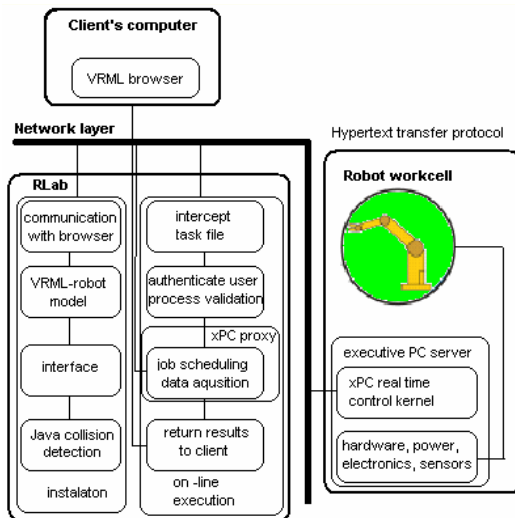 Client's computer
VRML browser
Network layer
Hypertext transfer protocol
RLab
communication
with browser
VRML-robot
model
interface
Java collision
detection
instalaton
intercept
task file
authenticate user
process validation
xPC proxy
job scheduling
data aqusition
return results
to client
on -line
execution
Robot workcell
executive PC server
xPC real time
control kernel
hardware, power,
electronics, sensors